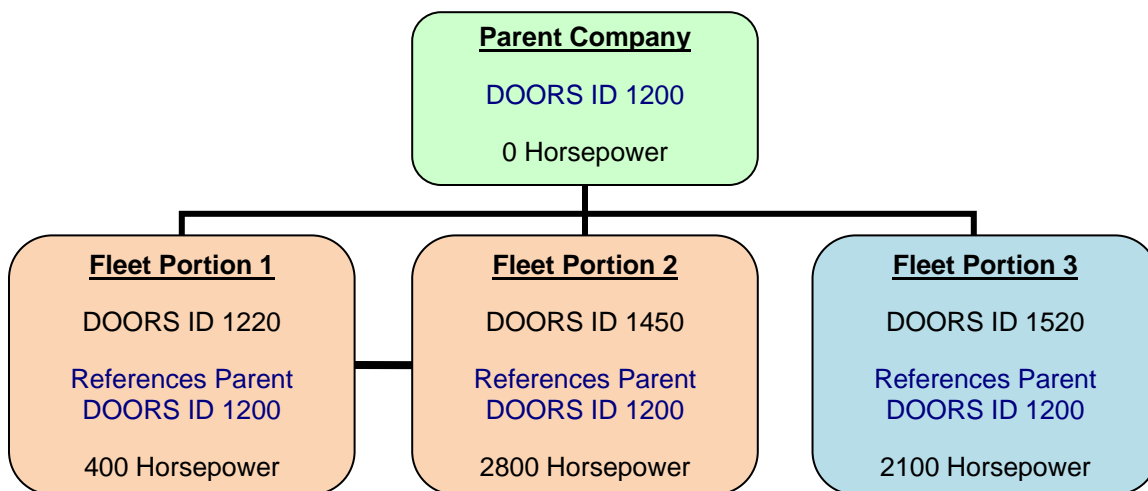 Parent Company
DOORS ID 1200
0 Horsepower
Fleet Portion 1
DOORS ID 1220
References Parent
DOORS ID 1200
400 Horsepower
Fleet Portion 2
DOORS ID 1450
References Parent
DOORS ID 1200
2800 Horsepower
Fleet Portion 3
DOORS ID 1520
References Parent
DOORS ID 1200
2100 Horsepower